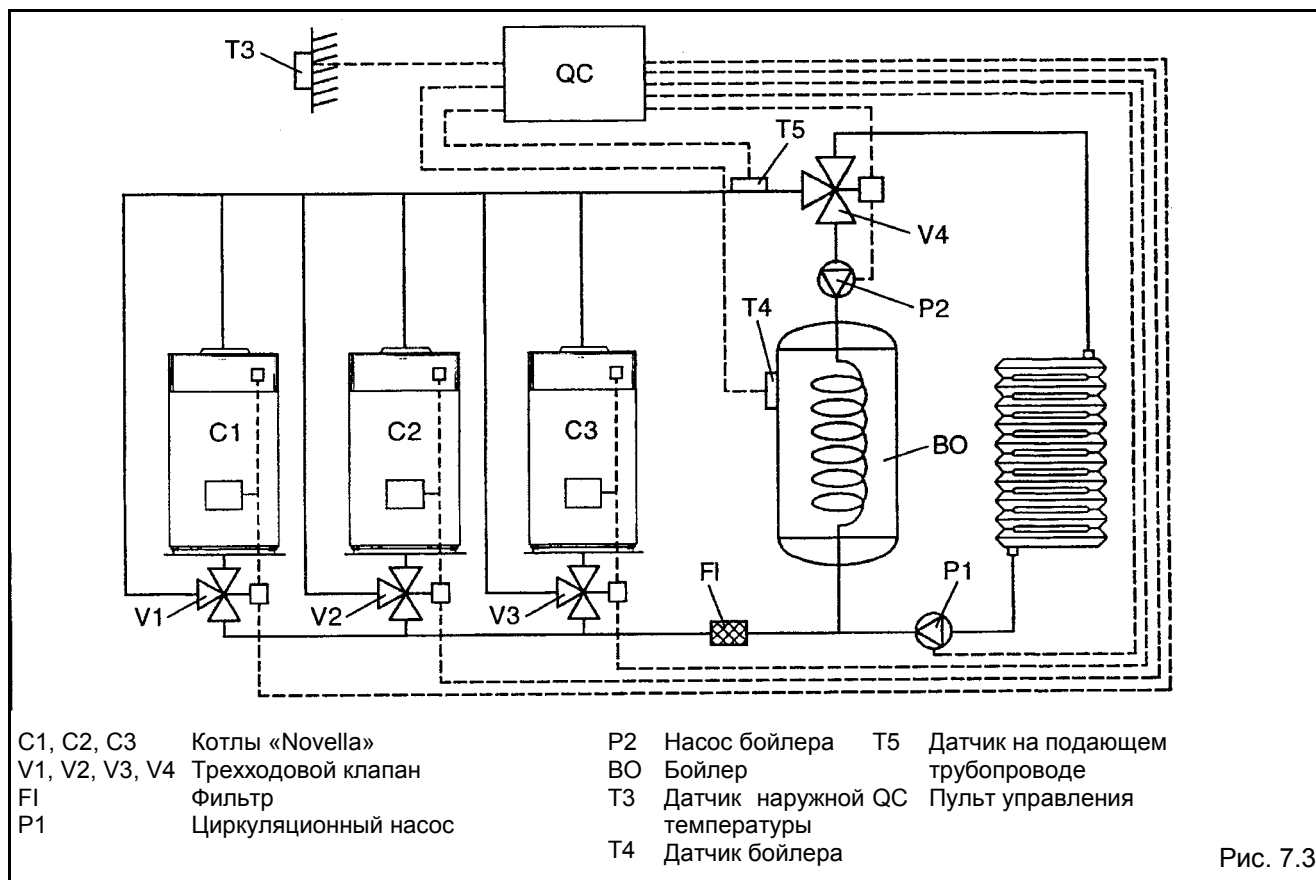 T3
QC
T5
V4
P2
T4
C1
C2
C3
BO
FI
P1
V1
V2
V3
C1, C2, C3 Котлы «Novella»
V1, V2, V3, V4 Трехходовой клапан
FI Фильтр
P1 Циркуляционный насос
P2 Насос бойлера
BO Бойлер
T3 Датчик наружной
температуры
T4 Датчик бойлера
T5 Датчик на подающем
трубопроводе
QC Пульт управления
Рис. 7.3